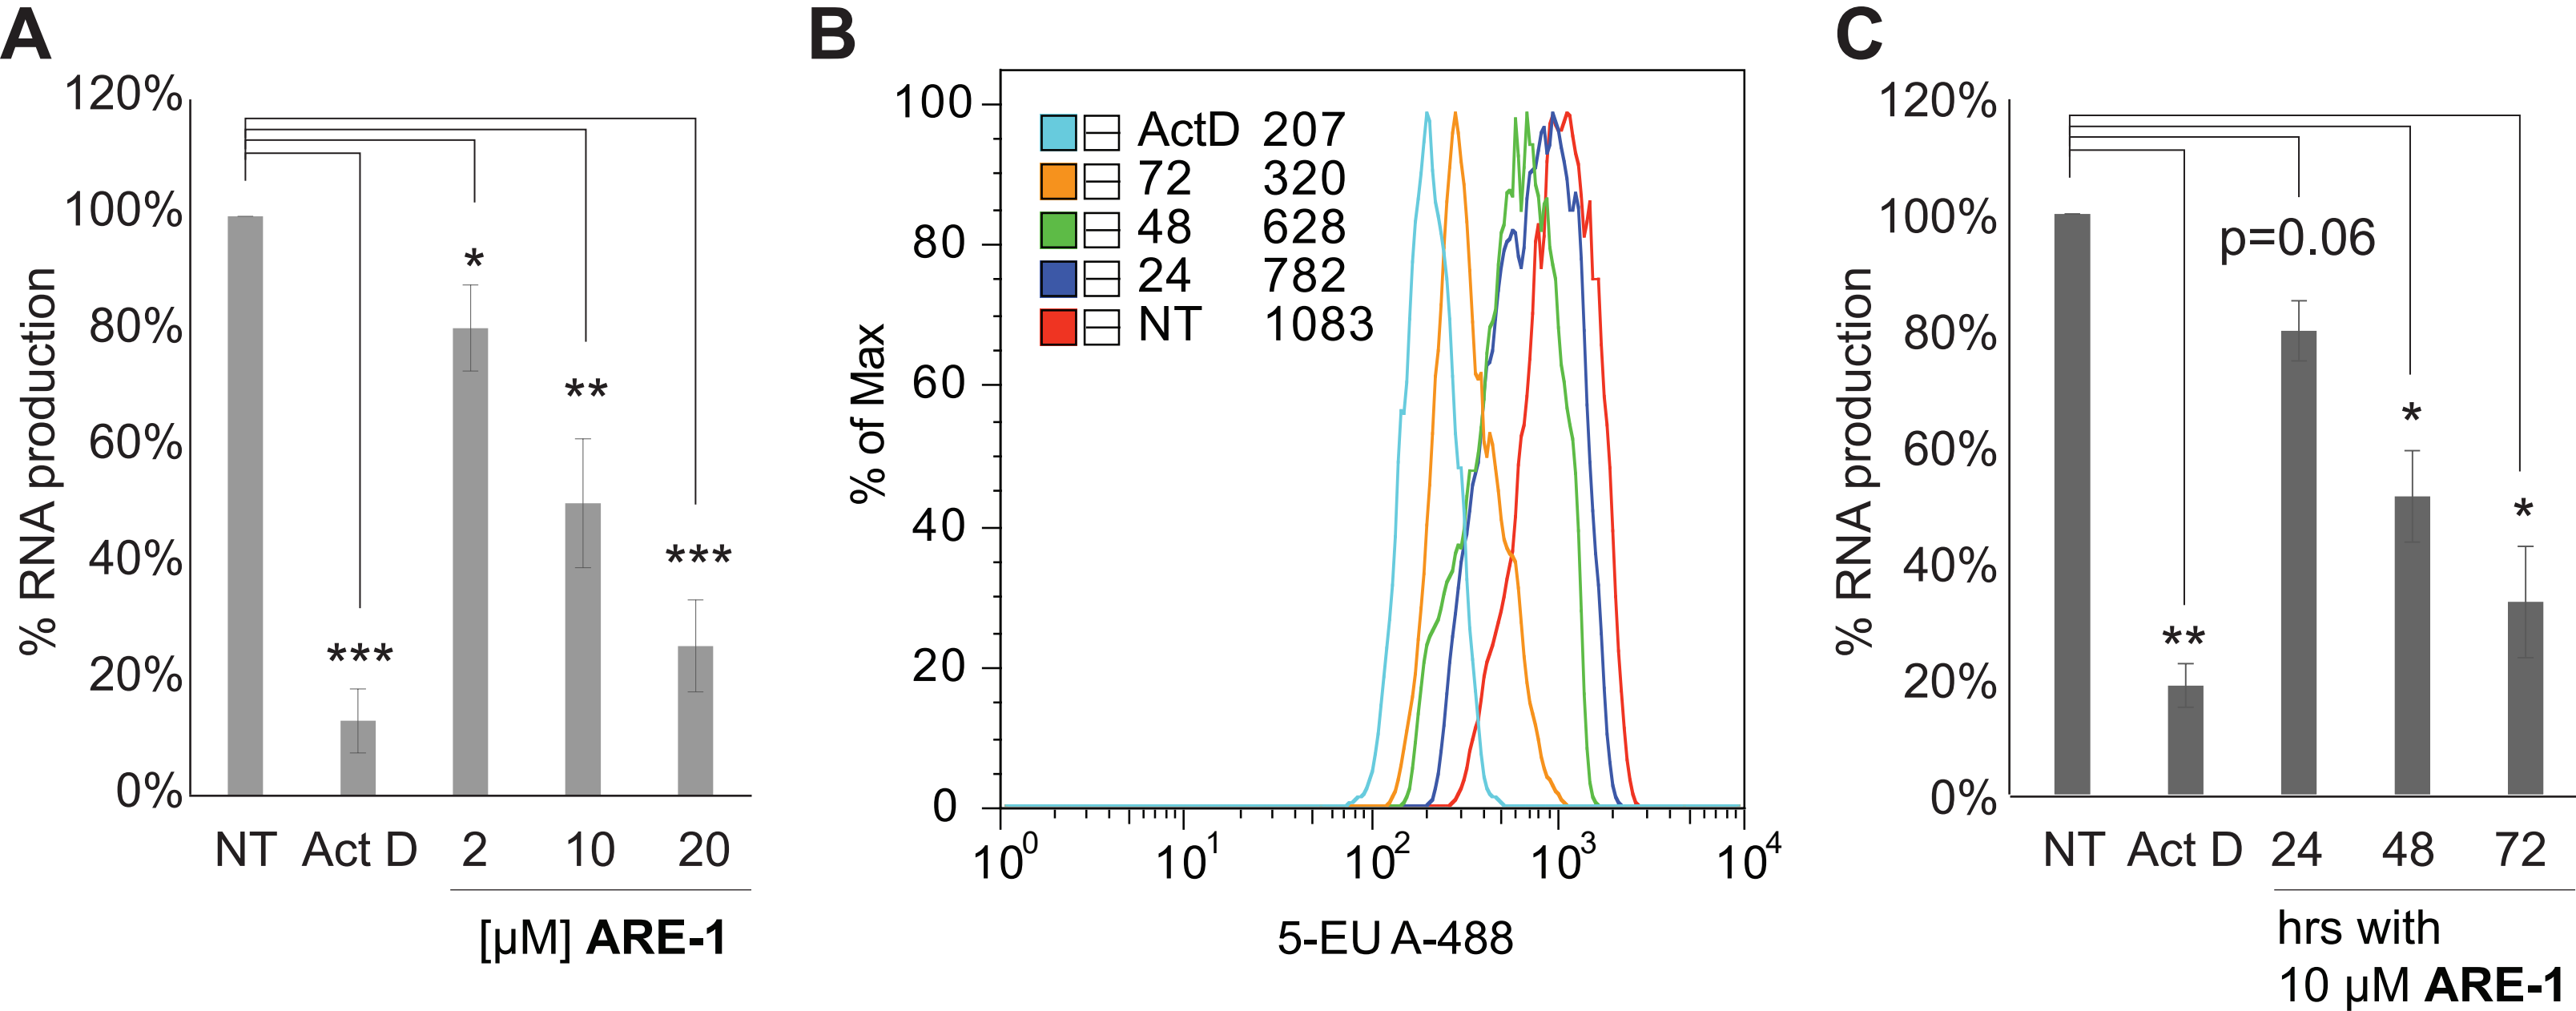 A
120%
100%
80%
60%
40%
20%
0%
% RNA production
*
**
***
***
NT Act D 2 10 20
[µM] ARE-1
B
100
80
60
40
20
0
% of Max
ActD 207
72 320
48 628
24 782
NT 1083
10^0 10^1 10^2 10^3 10^4
5-EU A-488
C
120%
100%
80%
60%
40%
20%
0%
% RNA production
p=0.06
*
*
**
NT Act D 24 48 72
hrs with
10 µM ARE-1